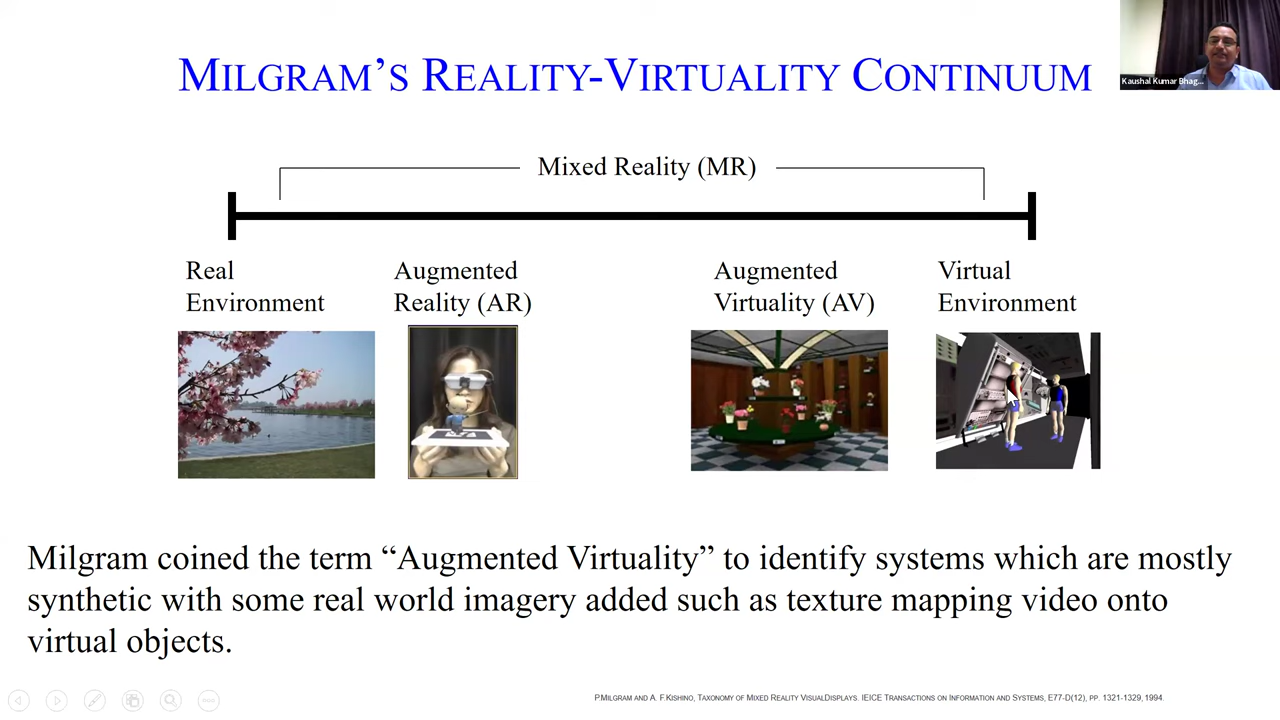 MILGRAM'S REALITY-VIRTUALITY CONTINUUM
Kaushal Kumar Bhag...
Mixed Reality (MR)
Real
Environment
Augmented
Reality (AR)
Augmented
Virtuality (AV)
Virtual
Environment
Milgram coined the term “Augmented Virtuality” to identify systems which are mostly
synthetic with some real world imagery added such as texture mapping video onto
virtual objects.
P.MILGRAM AND A. F.KISHINO, TAXONOMY OF MIXED REALITY VISUALDISPLAYS. IEICE TRANSACTIONS ON INFORMATION AND SYSTEMS, E77-D(12), PP. 1321-1329, 1994.